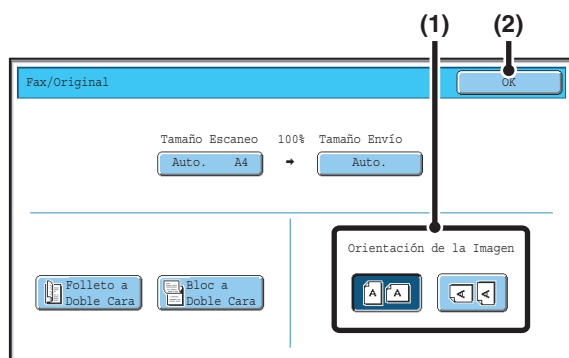 (1) (2)
Fax/Original OK
Tamaño Escaneo 100% Tamaño Envío
Auto. A4 → Auto.
Orientación de la Imagen
Folleto a Bloc a
Doble Cara Doble Cara
A A A A